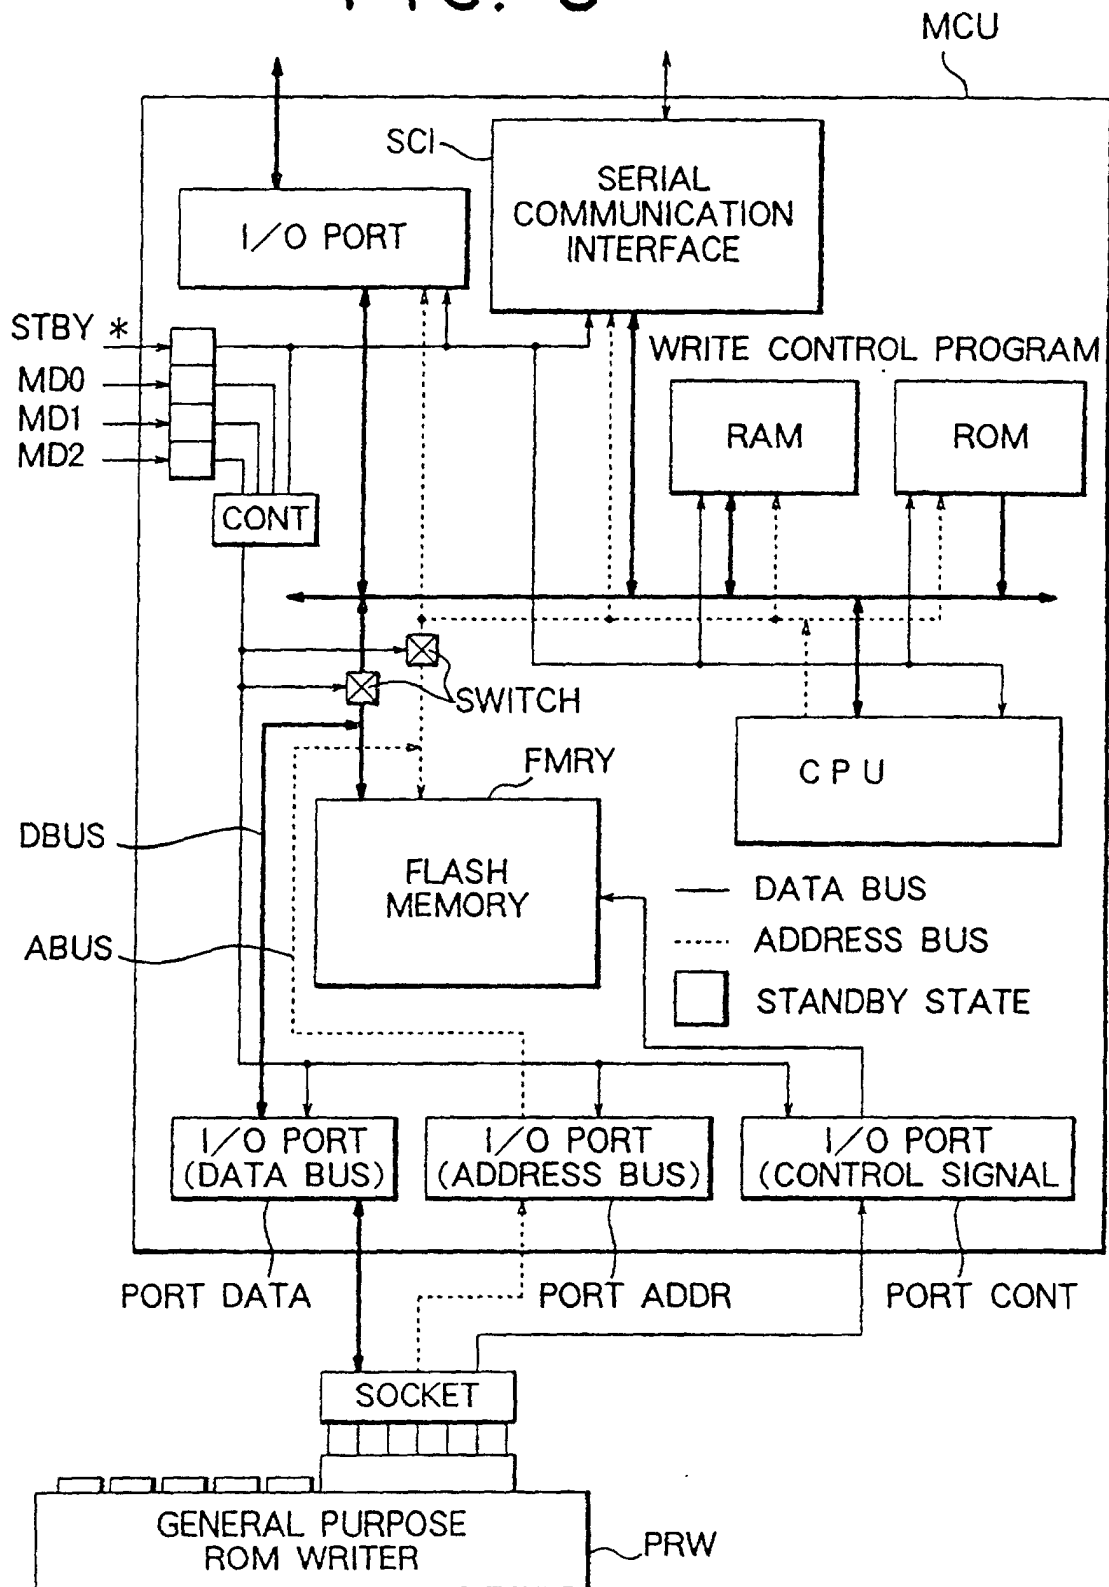 MCU
SCI
SERIAL
COMMUNICATION
INTERFACE
I/O PORT
STBY *
MD0
MD1
MD2
WRITE CONTROL PROGRAM
RAM
ROM
CONT
SWITCH
CPU
FMRY
DBUS
FLASH
MEMORY
DATA BUS
ABUS
ADDRESS BUS
STANDBY STATE
I/O PORT
(DATA BUS)
I/O PORT
(ADDRESS BUS)
I/O PORT
(CONTROL SIGNAL
PORT DATA
PORT ADDR
PORT CONT
SOCKET
GENERAL PURPOSE
ROM WRITER
PRW